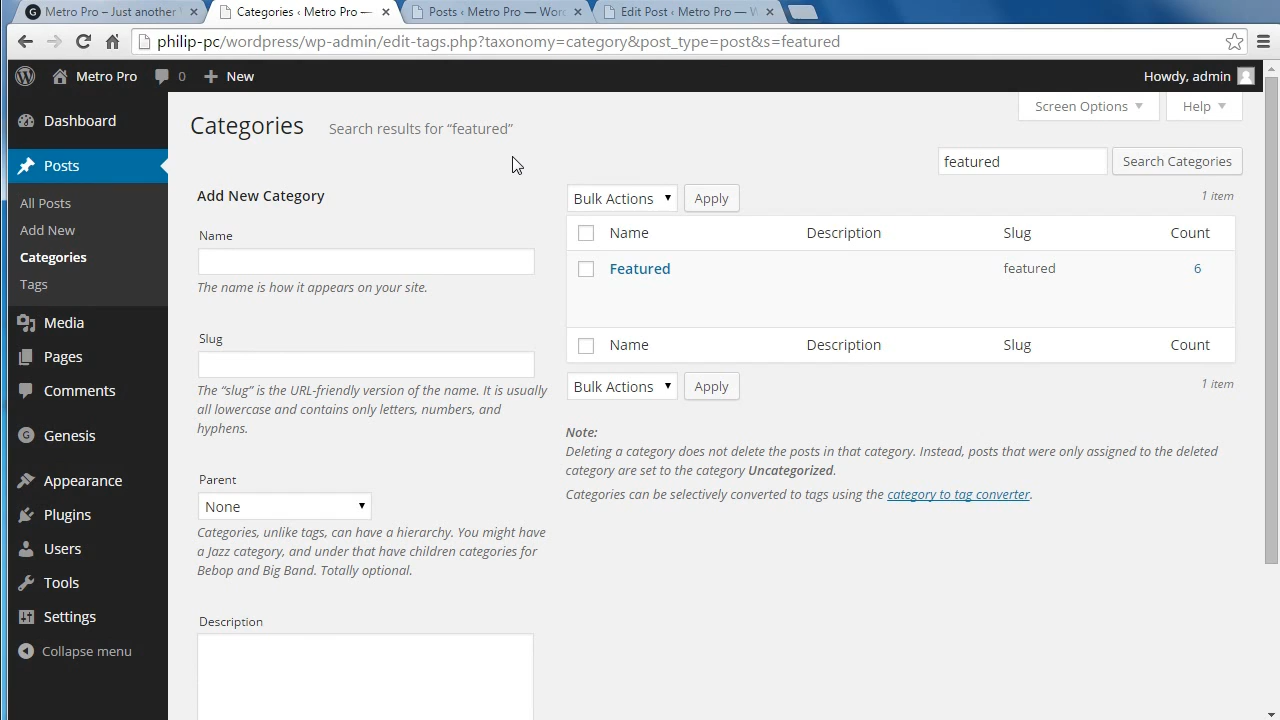 Metro Pro – Just another
Categories ‹ Metro Pro —
Posts ‹ Metro Pro — Wor
Edit Post ‹ Metro Pro — W
philip-pc/wordpress/wp-admin/edit-tags.php?taxonomy=category&post_type=post&s=featured
Metro Pro
0
New
Howdy, admin
Screen Options
Help
Dashboard
Posts
All Posts
Add New
Categories
Tags
Media
Pages
Comments
Genesis
Appearance
Plugins
Users
Tools
Settings
Collapse menu
Categories Search results for “featured”
featured
Search Categories
Add New Category
Name
The name is how it appears on your site.
Slug
The “slug” is the URL-friendly version of the name. It is usually
all lowercase and contains only letters, numbers, and
hyphens.
Parent
None
Categories, unlike tags, can have a hierarchy. You might have
a Jazz category, and under that have children categories for
Bebop and Big Band. Totally optional.
Description
Bulk Actions Apply
1 item
Name Description Slug Count
Featured featured 6
Name Description Slug Count
Bulk Actions Apply
1 item
Note:
Deleting a category does not delete the posts in that category. Instead, posts that were only assigned to the deleted
category are set to the category Uncategorized.
Categories can be selectively converted to tags using the category to tag converter.